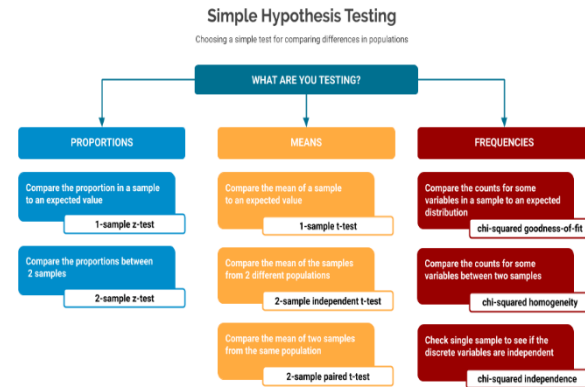 Simple Hypothesis Testing
Choosing a simple test for comparing differences in populations
WHAT ARE YOU TESTING?
PROPORTIONS
Compare the proportion in a sample
to an expected value
1-sample z-test
Compare the proportions between
2 samples
2-sample z-test
MEANS
Compare the mean of a sample
to an expected value
1-sample t-test
Compare the mean of the samples
from 2 different populations
2-sample independent t-test
Compare the mean of two samples
from the same population
2-sample paired t-test
FREQUENCIES
Compare the counts for some
variables in a sample to an expected
distribution
chi-squared goodness-of-fit
Compare the counts for some
variables between two samples
chi-squared homogeneity
Check single sample to see if the
discrete variables are independent
chi-squared independence